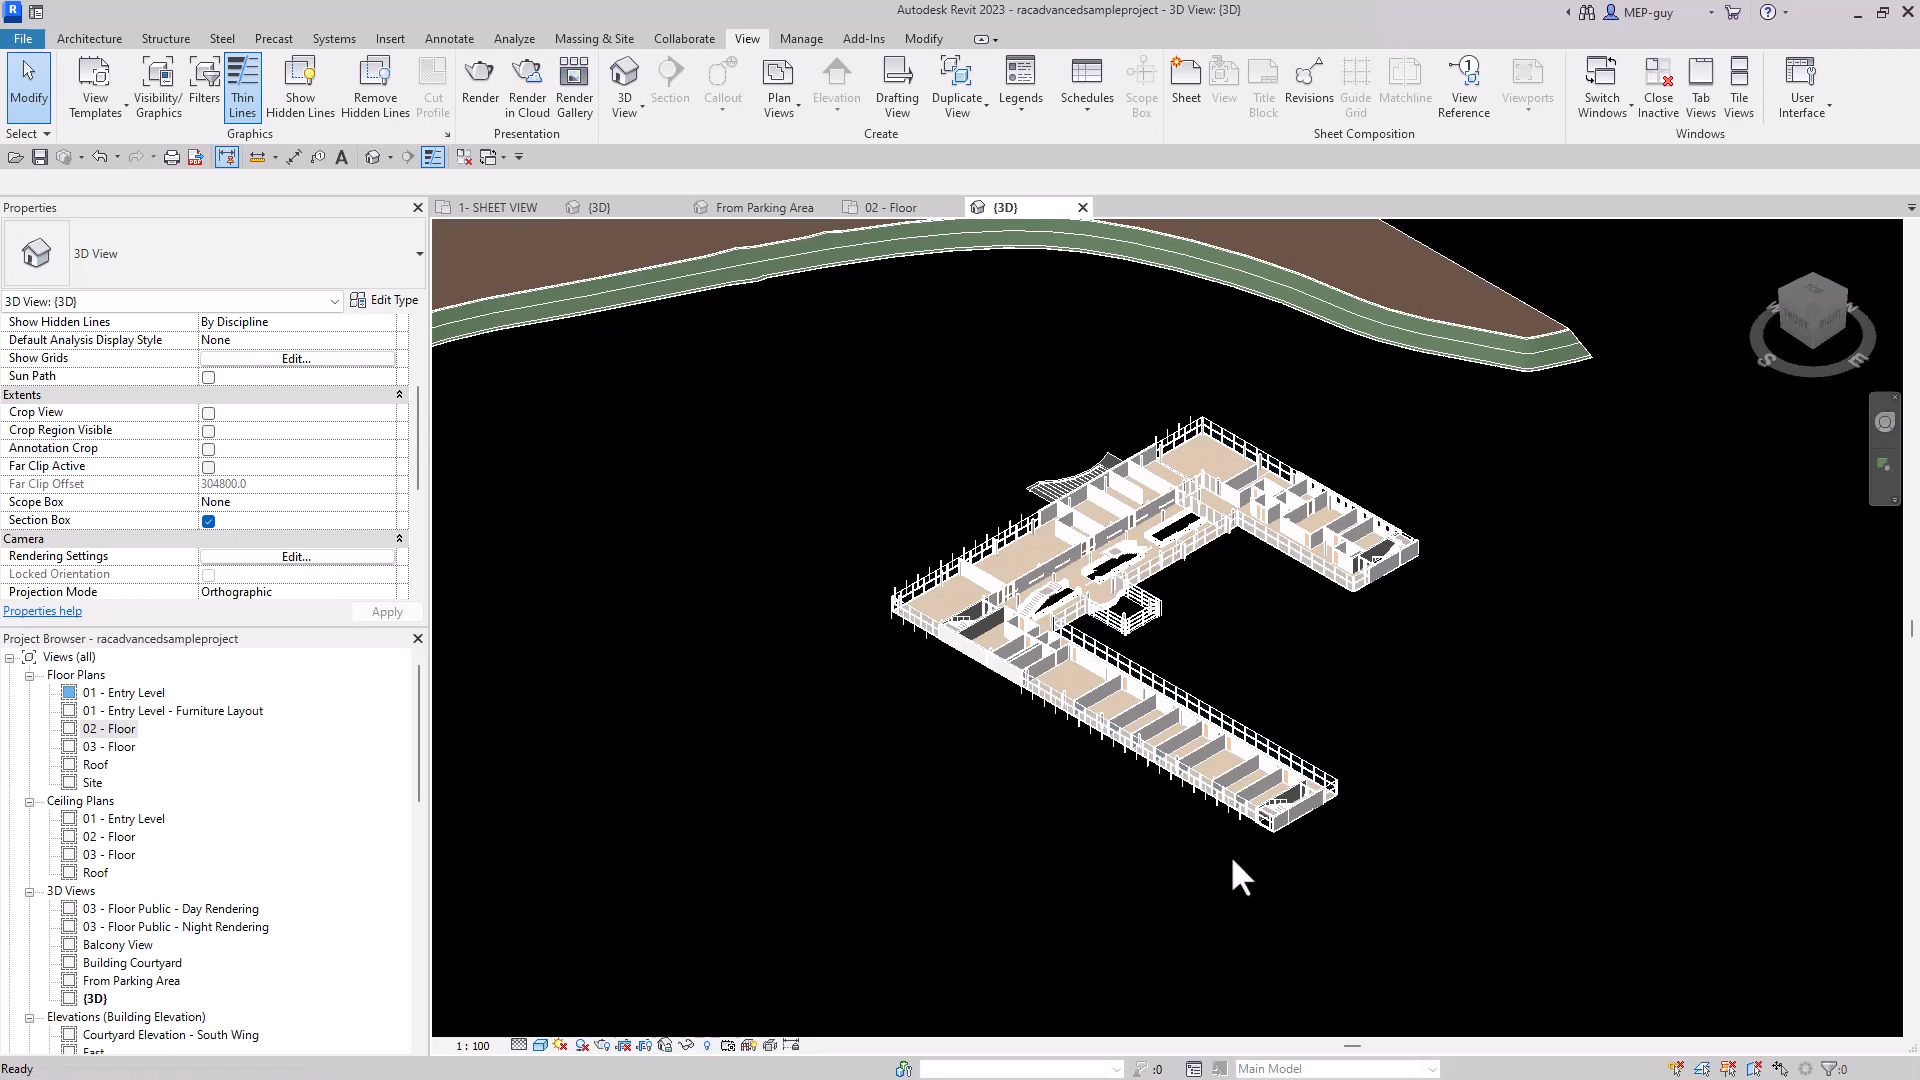 R
Autodesk Revit 2023 - racadvancedsampleproject - 3D View: {3D}
MEP-guy
File Architecture Structure Steel Precast Systems Insert Annotate Analyze Massing & Site Collaborate View Manage Add-Ins Modify
Modify
View Templates
Visibility/ Graphics
Filters
Thin Lines
Show Hidden Lines
Remove Hidden Lines
Cut Profile
Render
Render in Cloud
Render Gallery
3D View
Section
Callout
Plan Views
Elevation
Drafting View
Duplicate View
Legends
Schedules
Scope Box
Sheet
View
Title Block
Revisions
Guide Grid
Matchline
View Reference
Viewports
Switch Windows
Close Inactive
Tab Views
Tile Views
User Interface
Select Graphics Presentation Create Sheet Composition Windows
Properties
1- SHEET VIEW {3D} From Parking Area 02 - Floor {3D}
3D View
3D View: {3D} Edit Type
Show Hidden Lines By Discipline
Default Analysis Display Style None
Show Grids Edit...
Sun Path
Extents
Crop View
Crop Region Visible
Annotation Crop
Far Clip Active
Far Clip Offset 304800.0
Scope Box None
Section Box
Camera
Rendering Settings Edit...
Locked Orientation
Projection Mode Orthographic
Properties help Apply
Project Browser - racadvancedsampleproject
Views (all)
Floor Plans
01 - Entry Level
01 - Entry Level - Furniture Layout
02 - Floor
03 - Floor
Roof
Site
Ceiling Plans
01 - Entry Level
02 - Floor
03 - Floor
Roof
3D Views
03 - Floor Public - Day Rendering
03 - Floor Public - Night Rendering
Balcony View
Building Courtyard
From Parking Area
{3D}
Elevations (Building Elevation)
Courtyard Elevation - South Wing
East
TOP
FRONT
RIGHT
W
N
S
E
1 : 100
Ready
:0
Main Model
:0